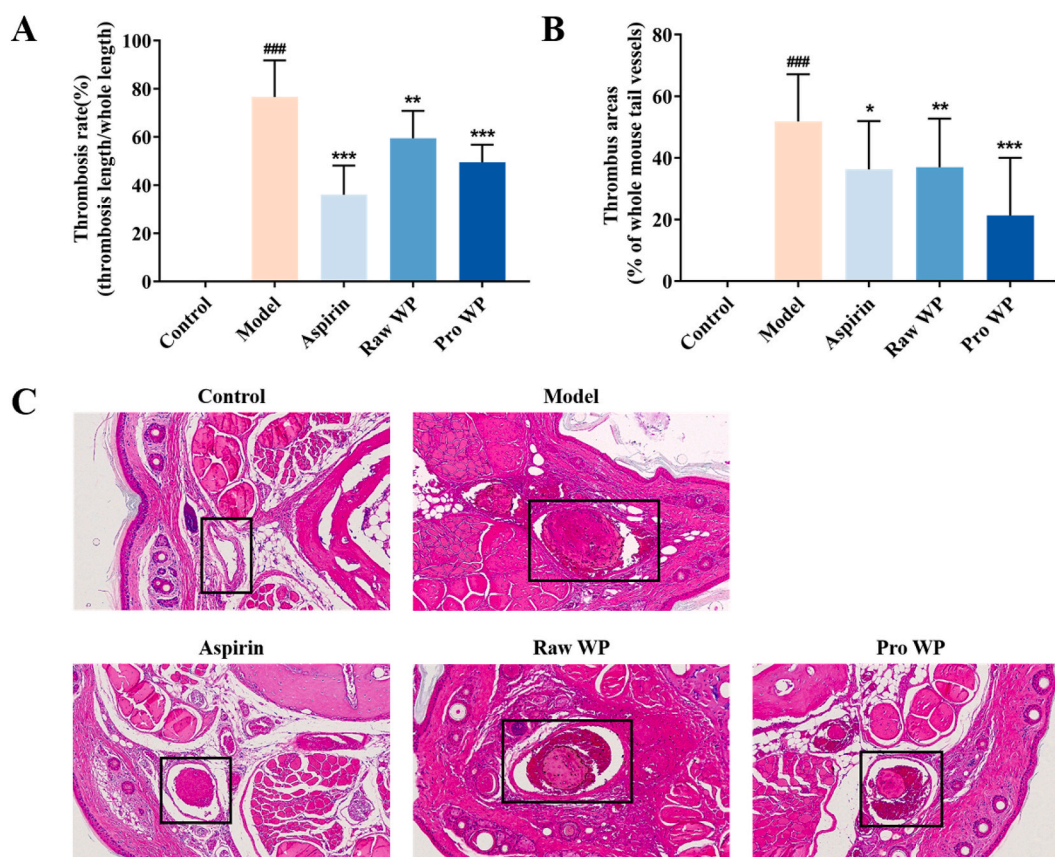 A
Thrombosis rate(%)
(thrombosis length/whole length)
100
80
60
40
20
0
###
***
**
***
Control
Model
Aspirin
Raw WP
Pro WP
B
Thrombus areas
(% of whole mouse tail vessels)
80
60
40
20
0
###
*
**
***
Control
Model
Aspirin
Raw WP
Pro WP
C
Control
Model
Aspirin
Raw WP
Pro WP